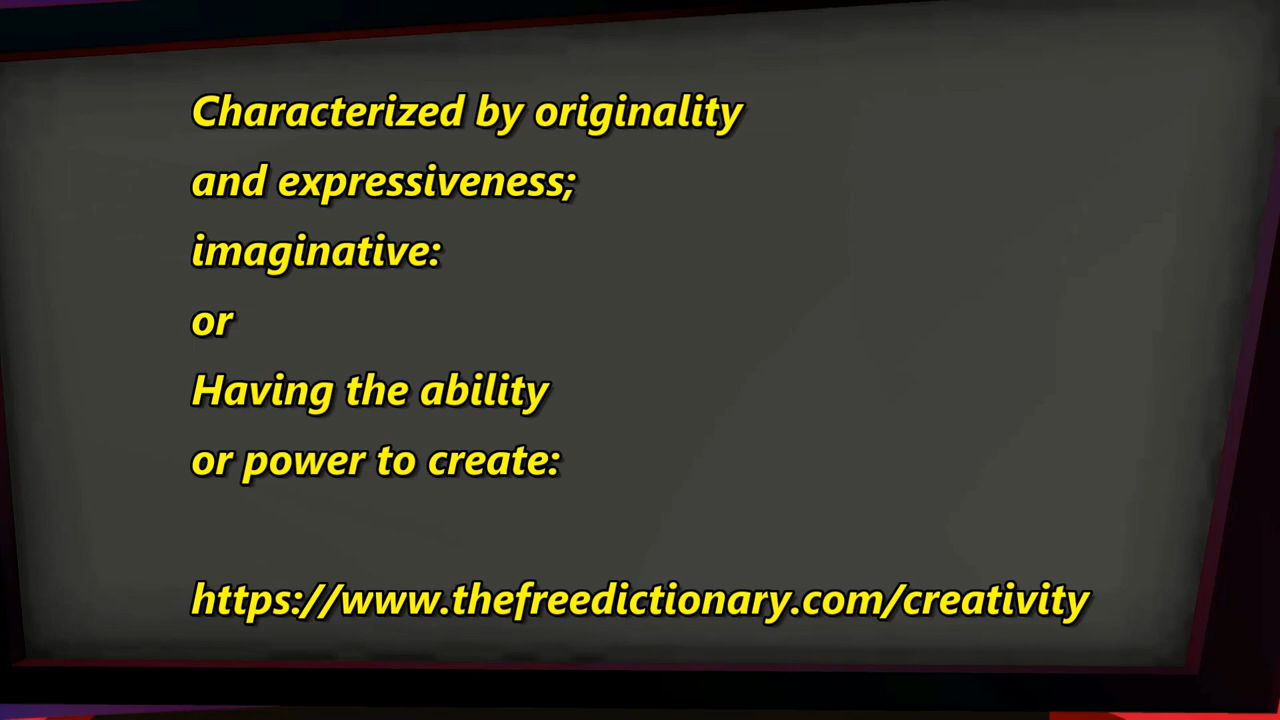 Characterized by originality
and expressiveness;
imaginative:
or
Having the ability
or power to create:
https://www.thefreedictionary.com/creativity